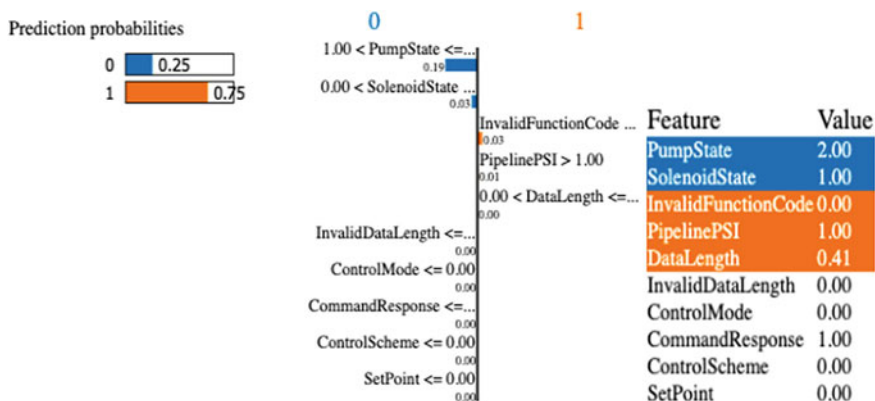 0 1
Prediction probabilities
0 0.25
1 0.75
1.00 < PumpState <=...
0.19
0.00 < SolenoidState ...
0.03
InvalidFunctionCode ...
0.03
PipelinePSI > 1.00
0.01
0.00 < DataLength <=...
0.00
InvalidDataLength <=...
0.00
ControlMode <= 0.00
0.00
CommandResponse <=...
0.00
ControlScheme <= 0.00
0.00
SetPoint <= 0.00
0.00
Feature Value
PumpState 2.00
SolenoidState 1.00
InvalidFunctionCode 0.00
PipelinePSI 1.00
DataLength 0.41
InvalidDataLength 0.00
ControlMode 0.00
CommandResponse 1.00
ControlScheme 0.00
SetPoint 0.00